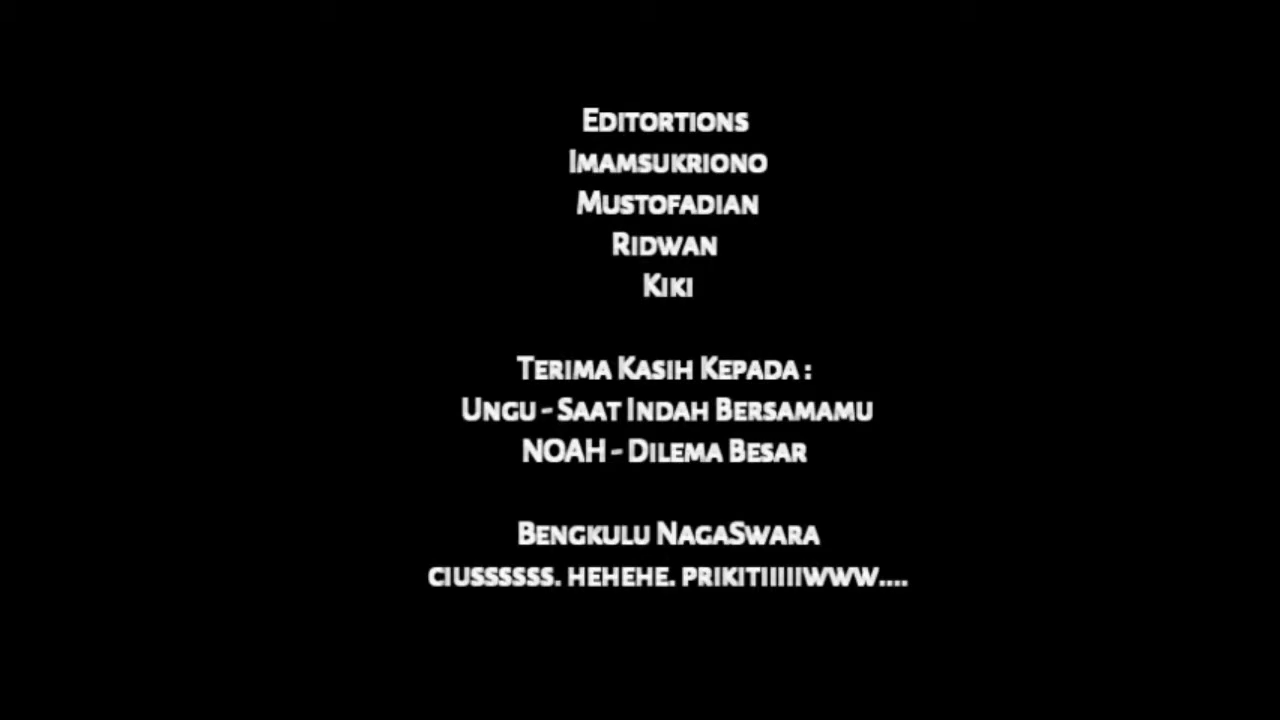 Editortions
Imamsukriono
Mustofadian
Ridwan
Kiki
Terima Kasih Kepada :
Ungu - Saat Indah Bersamamu
NOAH - Dilema Besar
Bengkulu NagaSwara
ciussssss. hehehe. prikitiiiiiwww....